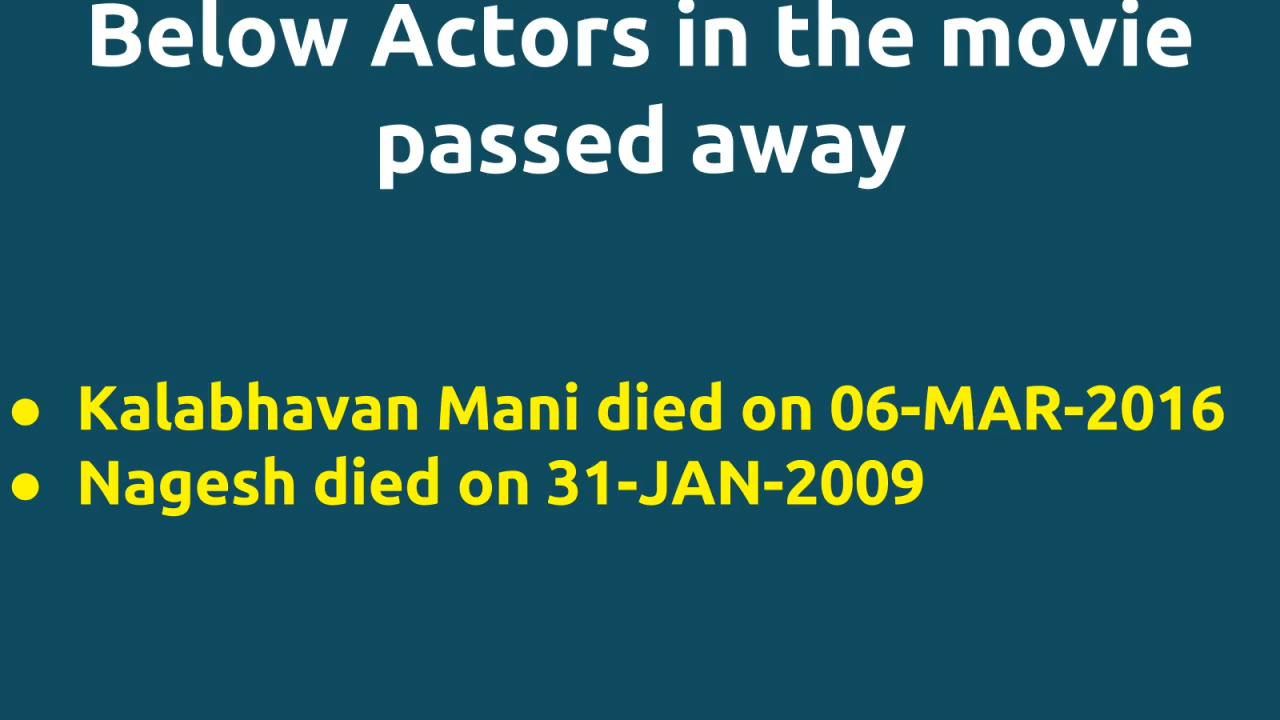 Below Actors in the movie
passed away
● Kalabhavan Mani died on 06-MAR-2016
● Nagesh died on 31-JAN-2009